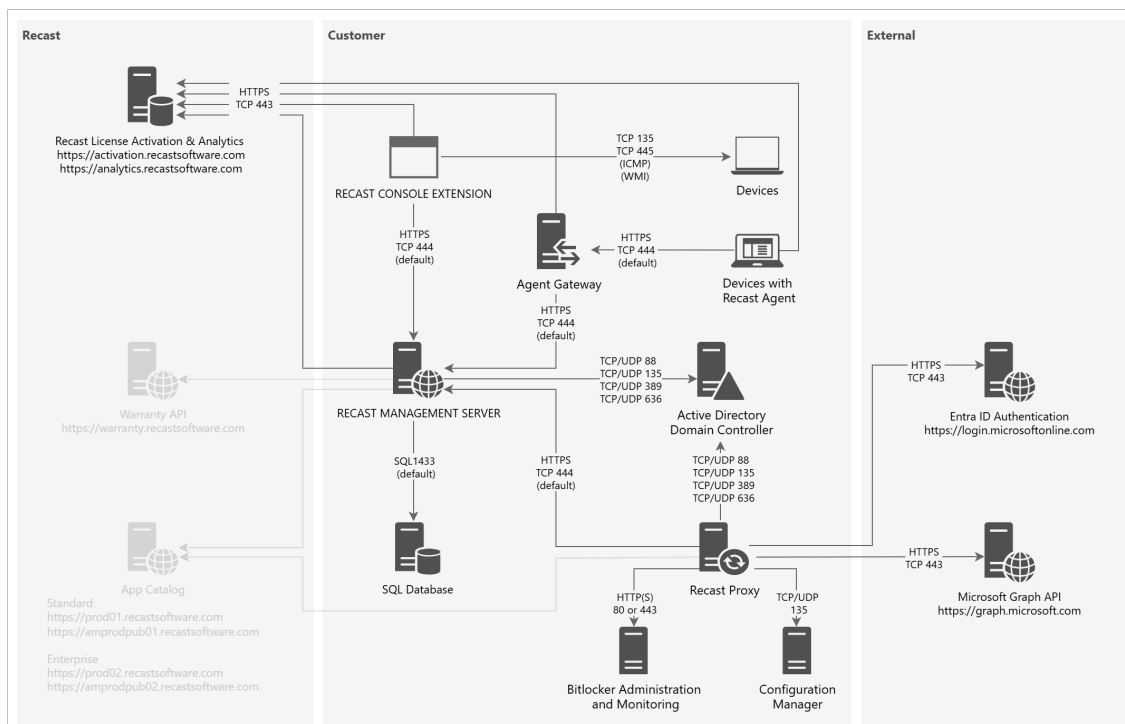 Recast
Customer
External
HTTPS
TCP 443
Recast License Activation & Analytics
https://activation.recastsoftware.com
https://analytics.recastsoftware.com
RECAST CONSOLE EXTENSION
TCP 135
TCP 445
(ICMP)
(WMI)
Devices
HTTPS
TCP 444
(default)
Agent Gateway
HTTPS
TCP 444
(default)
Devices with
Recast Agent
HTTPS
TCP 444
(default)
Warranty API
https://warranty.recastsoftware.com
RECAST MANAGEMENT SERVER
TCP/UDP 88
TCP/UDP 135
TCP/UDP 389
TCP/UDP 636
Active Directory
Domain Controller
HTTPS
TCP 443
Entra ID Authentication
https://login.microsoftonline.com
SQL1433
(default)
HTTPS
TCP 444
(default)
TCP/UDP 88
TCP/UDP 135
TCP/UDP 389
TCP/UDP 636
App Catalog
Standard:
https://prod01.recastsoftware.com
https://amprodpub01.recastsoftware.com
Enterprise
https://prod02.recastsoftware.com
https://amprodpub02.recastsoftware.com
SQL Database
Recast Proxy
HTTPS
TCP 443
Microsoft Graph API
https://graph.microsoft.com
HTTP(S)
80 or 443
TCP/UDP
135
Bitlocker Administration
and Monitoring
Configuration
Manager